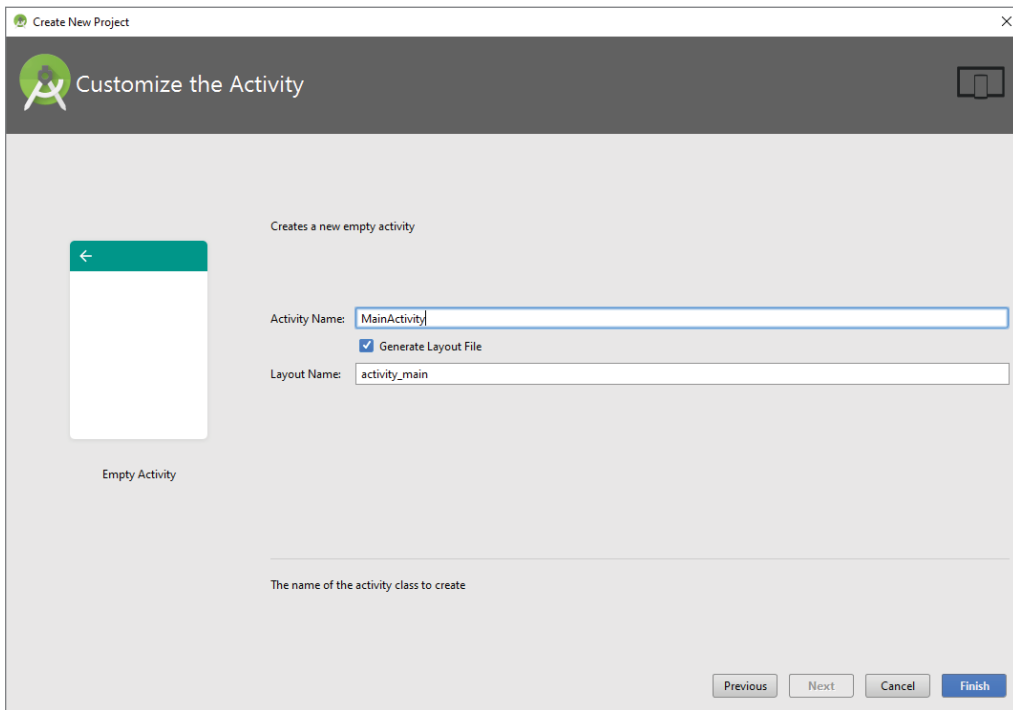 Create New Project
Customize the Activity
Creates a new empty activity
Activity Name: MainActivity
Generate Layout File
Layout Name: activity_main
Empty Activity
The name of the activity class to create
Previous Next Cancel Finish